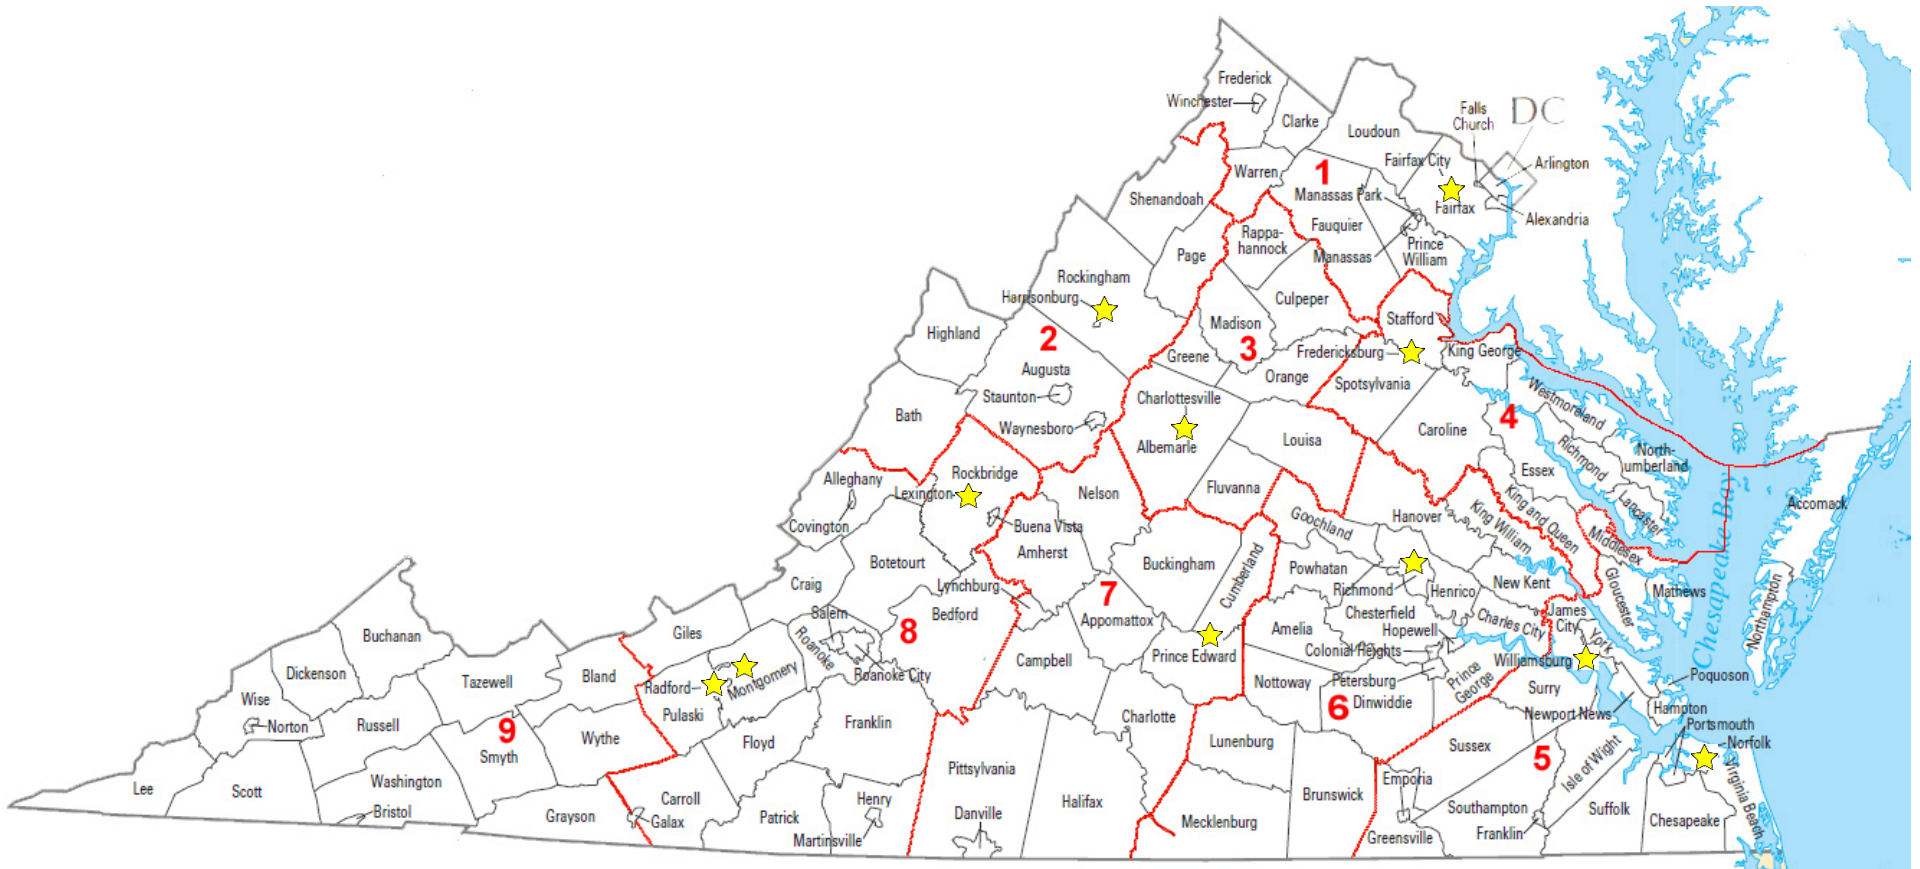 Frederick
Winchester
Clarke
Loudoun
Falls
Church
DC
Fairfax City
Arlington
Warren
1
Manassas Park
Fairfax
Alexandria
Shenandoah
Fauquier
Rappa-
hannock
Prince
William
Manassas
Page
Rockingham
Harrisonburg
Culpeper
Madison
Stafford
Highland
2
3
Greene
Fredericksburg
King George
Orange
Spotsylvania
Augusta
Staunton
Waynesboro
Bath
Charlottesville
Albemarle
Louisa
Caroline
4
Westmoreland
Richmond
North-
umberland
Essex
Lancaster
Accomack
Chesapeake Bay
Alleghany
Covington
Rockbridge
Lexington
Buena Vista
Nelson
Fluvanna
Goochland
Hanover
King William
King and Queen
Middlesex
Amherst
Buckingham
Cumberland
Powhatan
Richmond
Henrico
New Kent
Gloucester
Mathews
Northampton
Botetourt
Craig
Lynchburg
Bedford
7
Appomattox
Chesterfield
Hopewell
Charles City
James
City
York
Amelia
Colonial Heights
Williamsburg
Salem
8
Roanoke
Roanoke City
Giles
Buchanan
Dickenson
Bland
Tazewell
Radford
Montgomery
Campbell
Prince Edward
Nottoway
Petersburg
Dinwiddie
6
Prince
George
Surry
Newport News
Poquoson
Hampton
Portsmouth
Norfolk
Virginia Beach
Wise
Norton
Russell
9
Smyth
Wythe
Pulaski
Floyd
Franklin
Charlotte
Lunenburg
Sussex
5
Isle of Wight
Lee
Scott
Washington
Bristol
Grayson
Carroll
Galax
Patrick
Henry
Martinsville
Pittsylvania
Danville
Halifax
Mecklenburg
Brunswick
Emporia
Greensville
Southampton
Franklin
Suffolk
Chesapeake